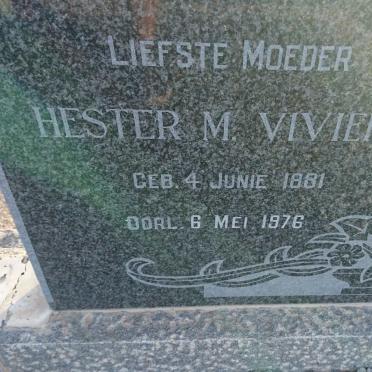 LIEFSTE MOEDER
HESTER M. VIVIE
GEB. 4 JUNIE 1881
OORL. 6 MEI 1976